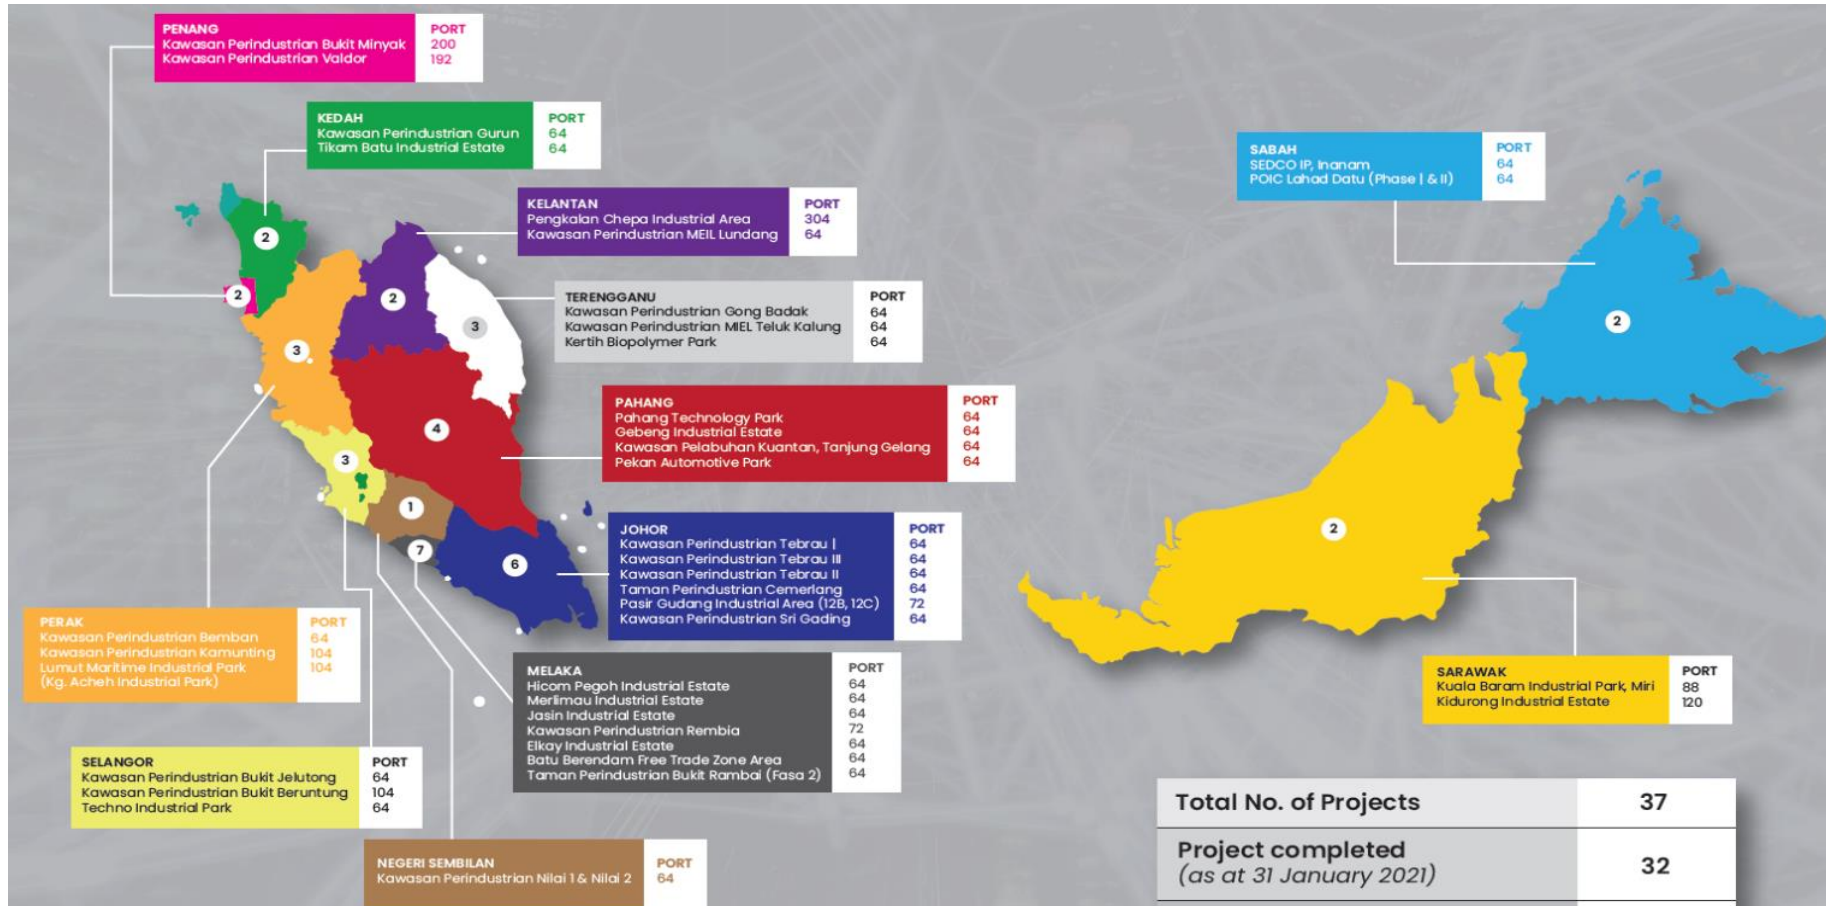 PENANG PORT
Kawasan Perindustrian Bukit Minyak 200
Kawasan Perindustrian Valdor 192
KEDAH PORT
Kawasan Perindustrian Gurun 64
Tikam Batu Industrial Estate 64
SABAH PORT
SEDCO IP, Inanam 64
POIC Lahad Datu (Phase I & II) 64
KELANTAN PORT
Pengkalan Chepa Industrial Area 304
Kawasan Perindustrian MEIL Lundang 64
TERENGGANU PORT
Kawasan Perindustrian Gong Badak 64
Kawasan Perindustrian MIEL Teluk Kalung 64
Kertih Biopolymer Park 64
PAHANG PORT
Pahang Technology Park 64
Gebeng Industrial Estate 64
Kawasan Pelabuhan Kuantan, Tanjung Gelang 64
Pekan Automotive Park 64
2
2
2
3
3
4
3
1
7
6
2
2
JOHOR PORT
Kawasan Perindustrian Tebrau I 64
Kawasan Perindustrian Tebrau III 64
Kawasan Perindustrian Tebrau II 64
Taman Perindustrian Cemerlang 64
Pasir Gudang Industrial Area (12B, 12C) 72
Kawasan Perindustrian Sri Gading 64
PERAK PORT
Kawasan Perindustrian Bemban 64
Kawasan Perindustrian Kamunting 104
Lumut Maritime Industrial Park 104
(Kg. Acheh Industrial Park)
MELAKA PORT
Hicom Pegoh Industrial Estate 64
Merlimau Industrial Estate 64
Jasin Industrial Estate 64
Kawasan Perindustrian Rembia 72
Elkay Industrial Estate 64
Batu Berendam Free Trade Zone Area 64
Taman Perindustrian Bukit Rambai (Fasa 2) 64
SARAWAK PORT
Kuala Baram Industrial Park, Miri 88
Kidurong Industrial Estate 120
SELANGOR PORT
Kawasan Perindustrian Bukit Jelutong 64
Kawasan Perindustrian Bukit Beruntung 104
Techno Industrial Park 64
NEGERI SEMBILAN PORT
Kawasan Perindustrian Nilai 1 & Nilai 2 64
Total No. of Projects 37
Project completed 32
(as at 31 January 2021)